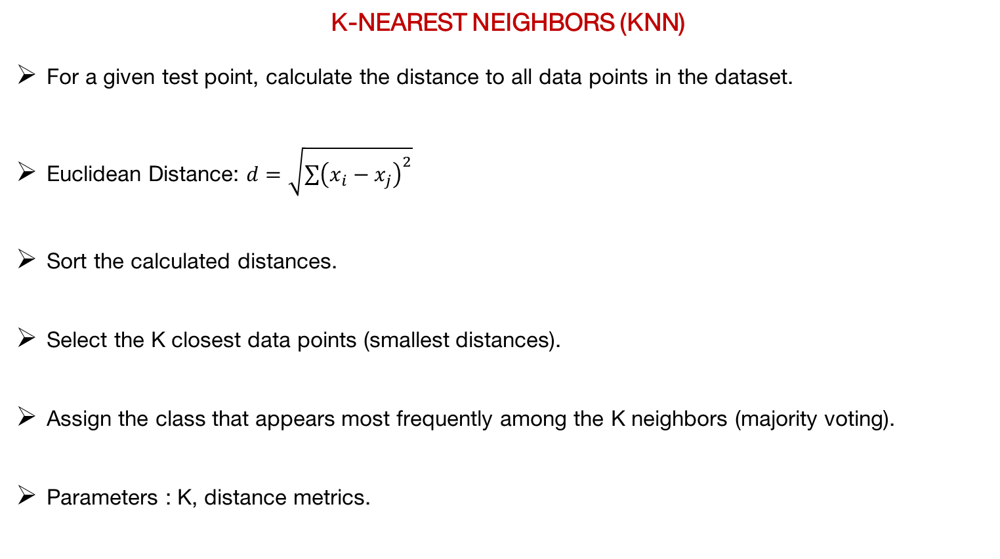 K-NEAREST NEIGHBORS (KNN)
➢ For a given test point, calculate the distance to all data points in the dataset.
➢ Euclidean Distance: $d = \sqrt{\Sigma (x_i - x_j)^2}$
➢ Sort the calculated distances.
➢ Select the K closest data points (smallest distances).
➢ Assign the class that appears most frequently among the K neighbors (majority voting).
➢ Parameters : K, distance metrics.